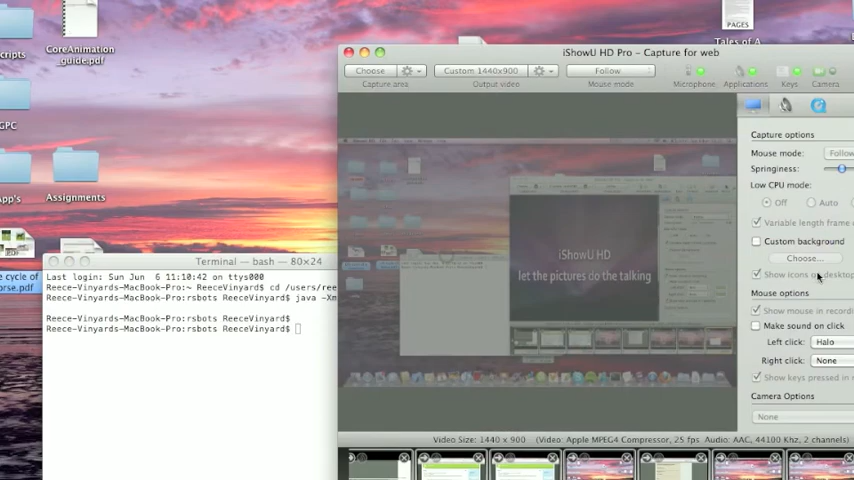 cripts
CoreAnimation
_guide.pdf
PAGES
Tales of A
GPC
App's
Assignments
e cycle of
orse.pdf
Terminal — bash — 80×24
Last login: Sun Jun  6 11:10:42 on ttys000
Reece-Vinyards-MacBook-Pro:~ ReeceVinyard$ cd /users/ree
Reece-Vinyards-MacBook-Pro:rsbots ReeceVinyard$ java -Xm
Reece-Vinyards-MacBook-Pro:rsbots ReeceVinyard$
Reece-Vinyards-MacBook-Pro:rsbots ReeceVinyard$
iShowU HD Pro - Capture for web
Choose
Custom 1440x900
Follow
Capture area
Output video
Mouse mode
Microphone
Applications
Keys
Camera
iShowU HD
let the pictures do the talking
Capture options
Mouse mode: Follow
Springiness:
Low CPU mode:
Off
Auto
Variable length frame
Custom background
Choose...
Show icons on desktop
Mouse options
Show mouse in recordi
Make sound on click
Left click: Halo
Right click: None
Show keys pressed in r
Camera Options
None
Video Size: 1440 x 900 (Video: Apple MPEG4 Compressor, 25 fps, Audio: AAC, 44100 Khz, 2 channels)